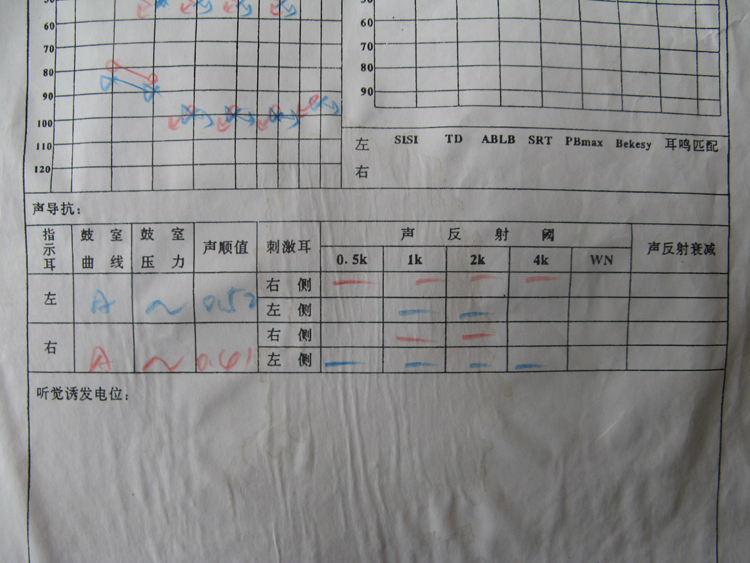 50
60
70
80
90
100
110
120
60
70
80
90
SISI TD ABLB SRT PBmax Bekesy 耳鸣匹配
左
右
声导抗：
指示耳 鼓室曲线 鼓室压力 声顺值 刺激耳 声反射阈 声反射衰减
0.5k 1k 2k 4k WN
左 A ~ 0.52 右侧 — — — —
左侧 — —
右 A ~ 0.61 右侧 — —
左侧 — — — —
听觉诱发电位：